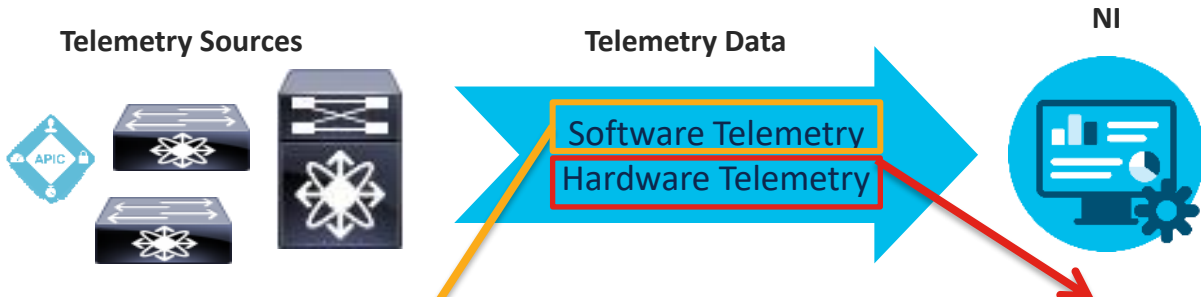 NI
Telemetry Sources
Telemetry Data
APIC
Software Telemetry
Hardware Telemetry